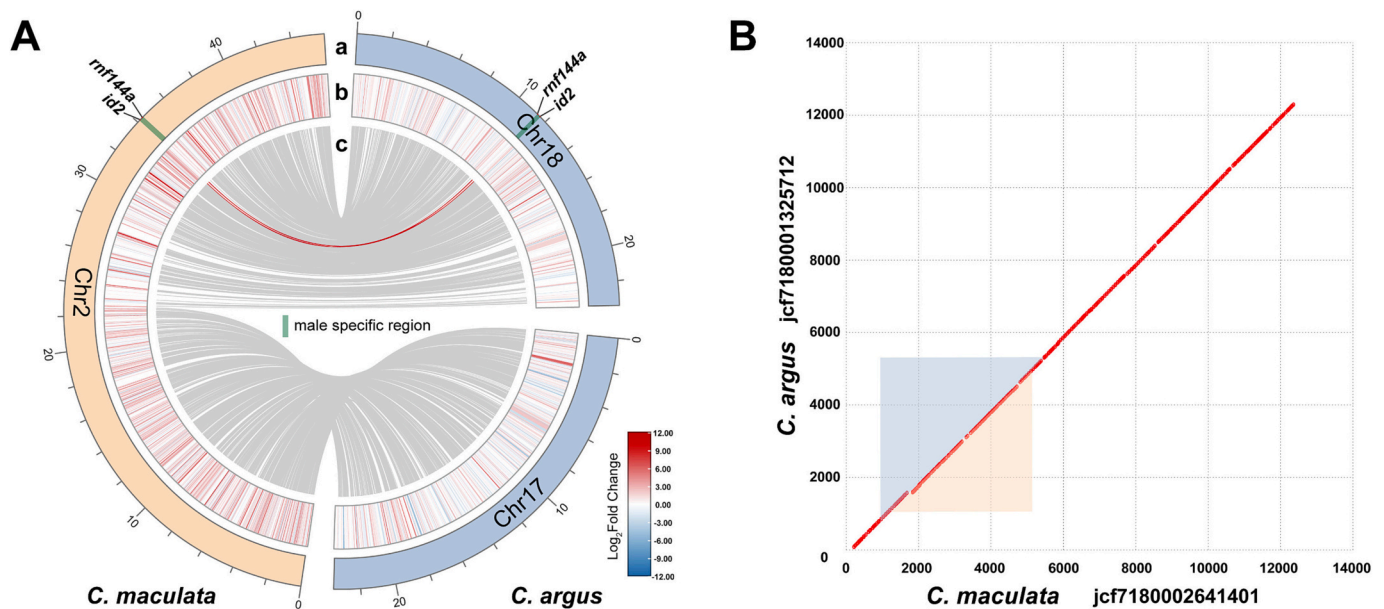 A
a
b
c
0
10
20
Chr18
rnf144a
id2
0
10
20
Chr17
0
10
20
30
40
Chr2
rnf144a
id2
male specific region
Log2Fold Change
12.00
9.00
6.00
3.00
0.00
-3.00
-6.00
-9.00
-12.00
C. maculata
C. argus
B
14000
12000
10000
8000
6000
4000
2000
0
C. argus jcf7180001325712
0 2000 4000 6000 8000 10000 12000 14000
C. maculata jcf7180002641401